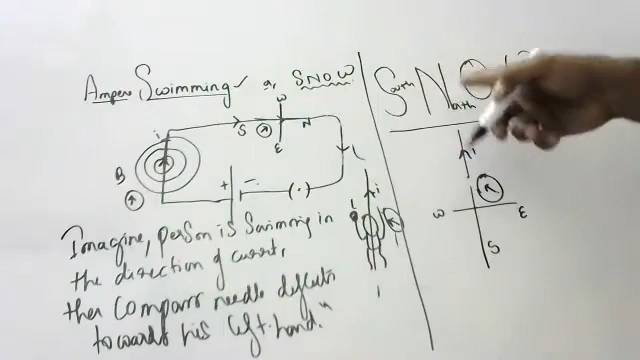 Ampere Swimming a, SNOW
South North O
i
W
S
N
E
B
i
+
-
Imagine, person is Swimming in
the direction of current,
then Compass needle deflects
towards his left-hand."
i
i
W
E
S